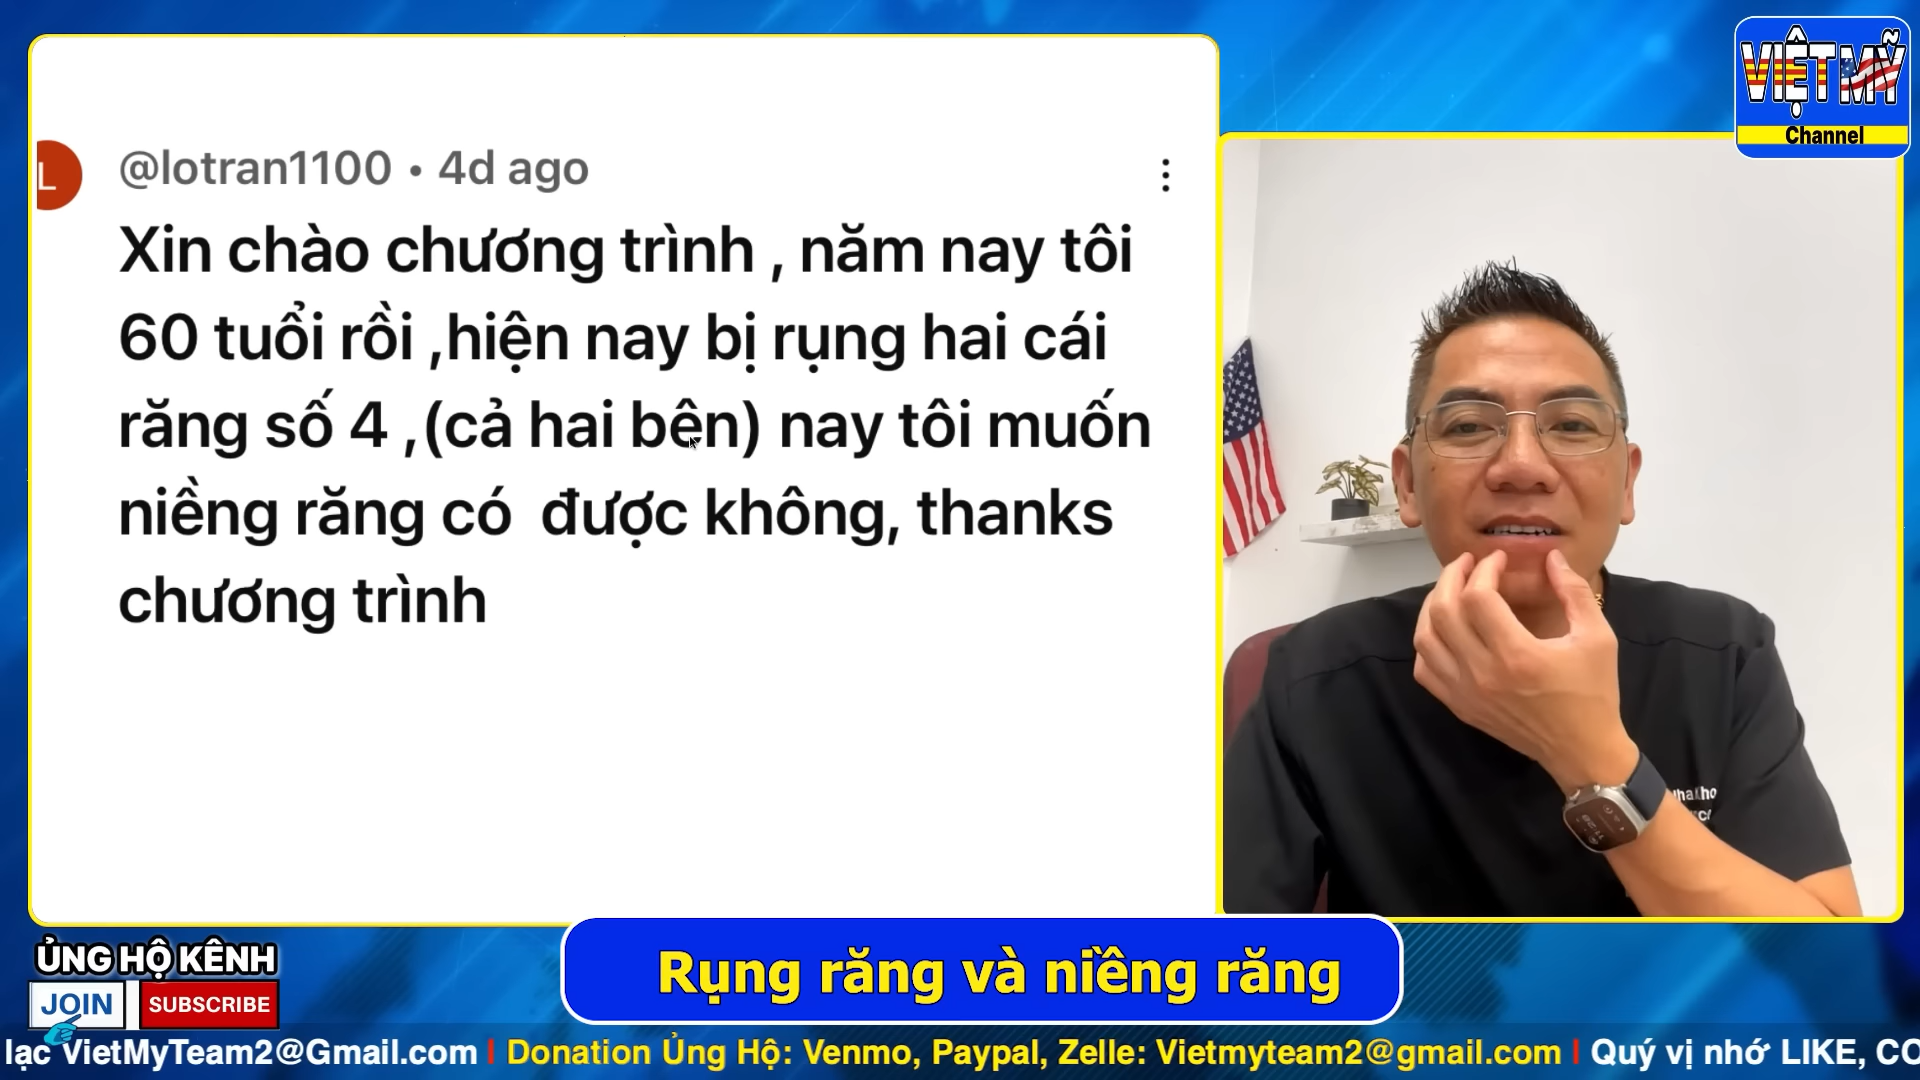 VIỆT MỸ
Channel
L
@lotran1100 • 4d ago
Xin chào chương trình , năm nay tôi
60 tuổi rồi ,hiện nay bị rụng hai cái
răng số 4 ,(cả hai bên) nay tôi muốn
niềng răng có  được không, thanks
chương trình
Rụng răng và niềng răng
ỦNG HỘ KÊNH
JOIN
SUBSCRIBE
lạc VietMyTeam2@Gmail.com | Donation Ủng Hộ: Venmo, Paypal, Zelle: Vietmyteam2@gmail.com | Quý vị nhớ LIKE, CO